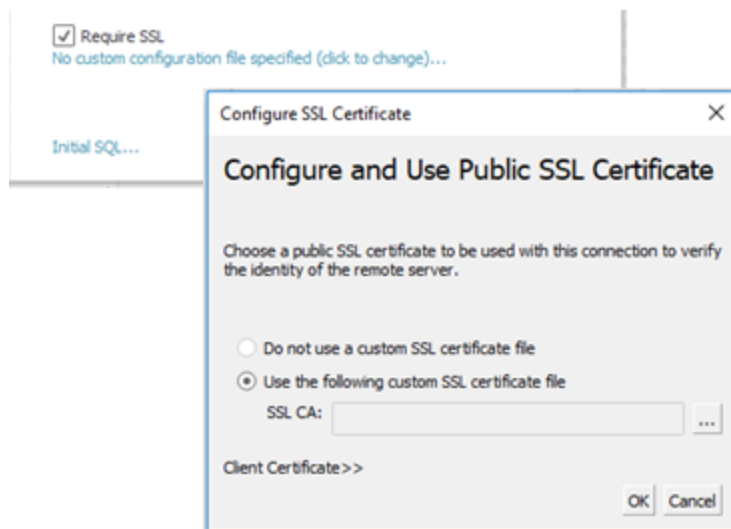 Require SSL
No custom configuration file specified (click to change)...
Initial SQL...
Configure SSL Certificate
Configure and Use Public SSL Certificate
Choose a public SSL certificate to be used with this connection to verify
the identity of the remote server.
Do not use a custom SSL certificate file
Use the following custom SSL certificate file
SSL CA:
...
Client Certificate>>
OK Cancel